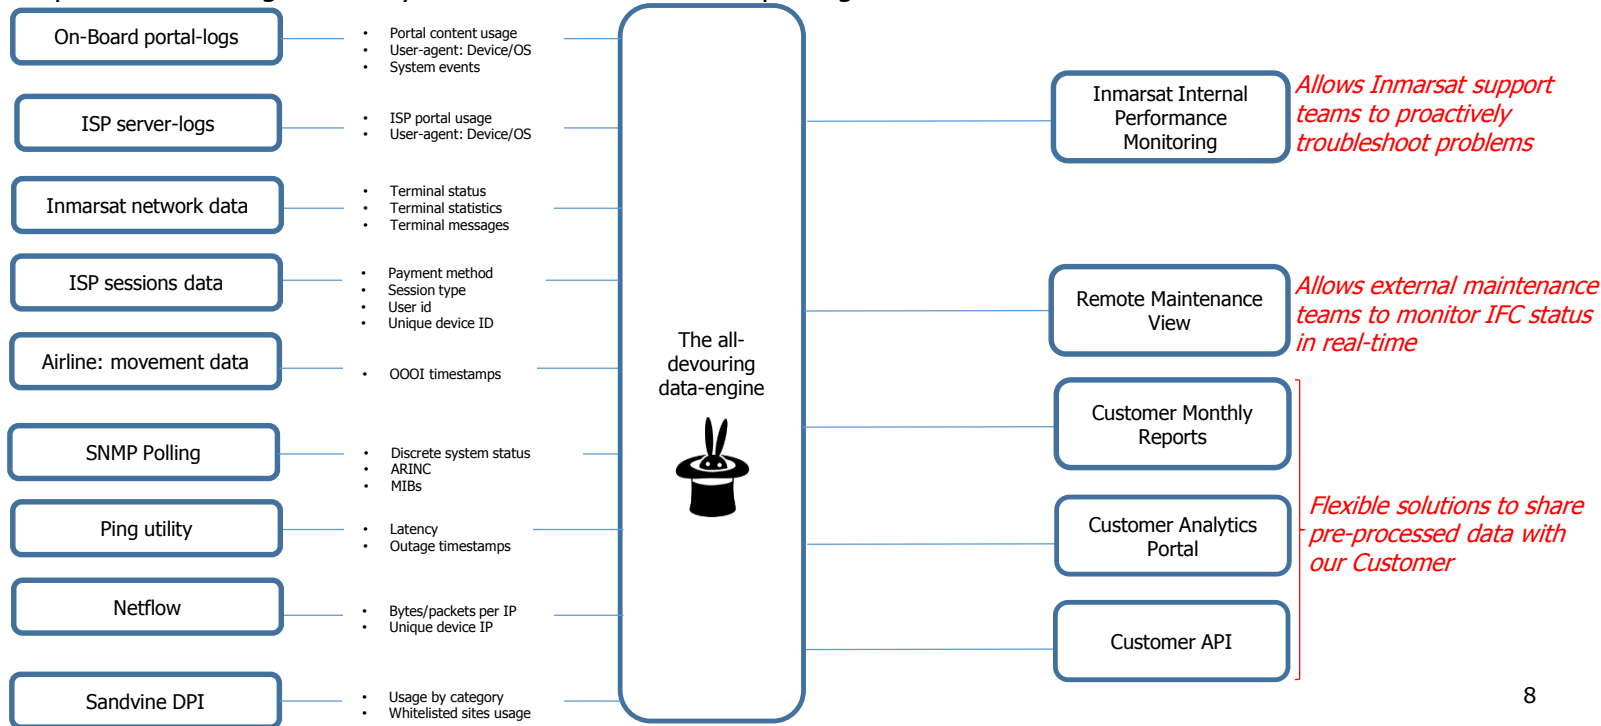 On-Board portal-logs
• Portal content usage
• User-agent: Device/OS
• System events
ISP server-logs
• ISP portal usage
• User-agent: Device/OS
Inmarsat network data
• Terminal status
• Terminal statistics
• Terminal messages
ISP sessions data
• Payment method
• Session type
• User id
• Unique device ID
Airline: movement data
• OOOI timestamps
SNMP Polling
• Discrete system status
• ARINC
• MIBs
Ping utility
• Latency
• Outage timestamps
Netflow
• Bytes/packets per IP
• Unique device IP
Sandvine DPI
• Usage by category
• Whitelisted sites usage
The all-
devouring
data-engine
Inmarsat Internal
Performance
Monitoring
Allows Inmarsat support
teams to proactively
troubleshoot problems
Remote Maintenance
View
Allows external maintenance
teams to monitor IFC status
in real-time
Customer Monthly
Reports
Customer Analytics
Portal
Customer API
Flexible solutions to share
pre-processed data with
our Customer
8